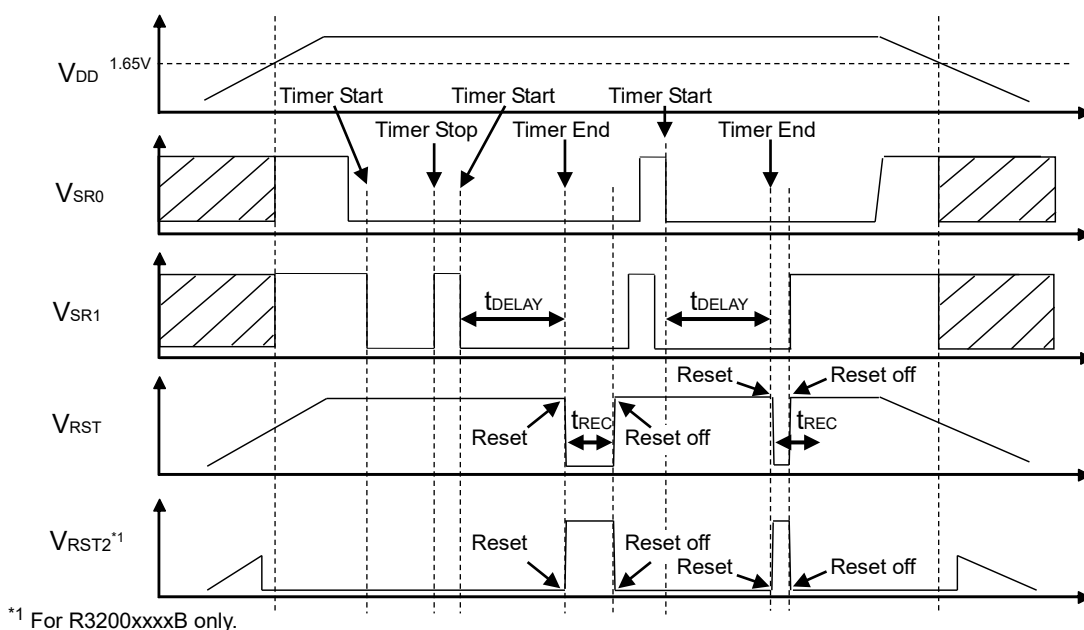 VDD
1.65V
Timer Start
Timer Start
Timer Start
Timer Stop
Timer End
Timer End
VSR0
VSR1
tDELAY
tDELAY
VRST
Reset
Reset off
tREC
tREC
Reset
Reset off
VRST2*1
Reset
Reset off
Reset
Reset off
*1 For R3200xxxxB only.